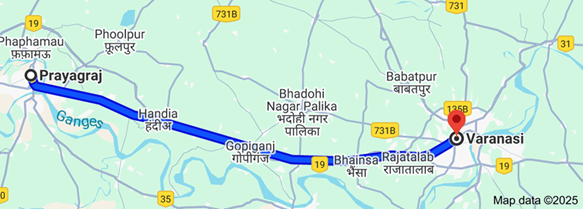 19
731B
731B
Phoolpur
फूलपुर
Phaphamau
फ़ाफ़ामऊ
Prayagraj
Babatpur
बाबतपुर
Bhadohi
Nagar Palika
भदोही नगर
पालिका
135B
Handia
हंदीअ
Ganges
731B
Varanasi
Gopiganj
गोपीगंज
19
Bhainsa
भैंसा
Rajatalab
राजातालाब
35
Map data ©2025